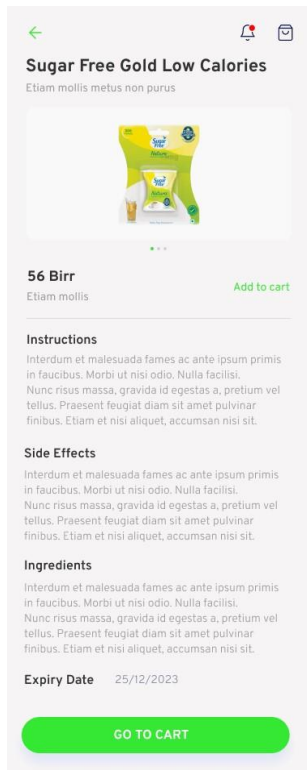 Sugar Free Gold Low Calories
Etiam mollis metus non purus
Sugar
Free
Natura
Sugar
Free
Natura
56 Birr
Etiam mollis
Add to cart
Instructions
Interdum et malesuada fames ac ante ipsum primis
in faucibus. Morbi ut nisi odio. Nulla facilisi.
Nunc risus massa, gravida id egestas a, pretium vel
tellus. Praesent feugiat diam sit amet pulvinar
finibus. Etiam et nisi aliquet, accumsan nisi sit.
Side Effects
Interdum et malesuada fames ac ante ipsum primis
in faucibus. Morbi ut nisi odio. Nulla facilisi.
Nunc risus massa, gravida id egestas a, pretium vel
tellus. Praesent feugiat diam sit amet pulvinar
finibus. Etiam et nisi aliquet, accumsan nisi sit.
Ingredients
Interdum et malesuada fames ac ante ipsum primis
in faucibus. Morbi ut nisi odio. Nulla facilisi.
Nunc risus massa, gravida id egestas a, pretium vel
tellus. Praesent feugiat diam sit amet pulvinar
finibus. Etiam et nisi aliquet, accumsan nisi sit.
Expiry Date 25/12/2023
GO TO CART